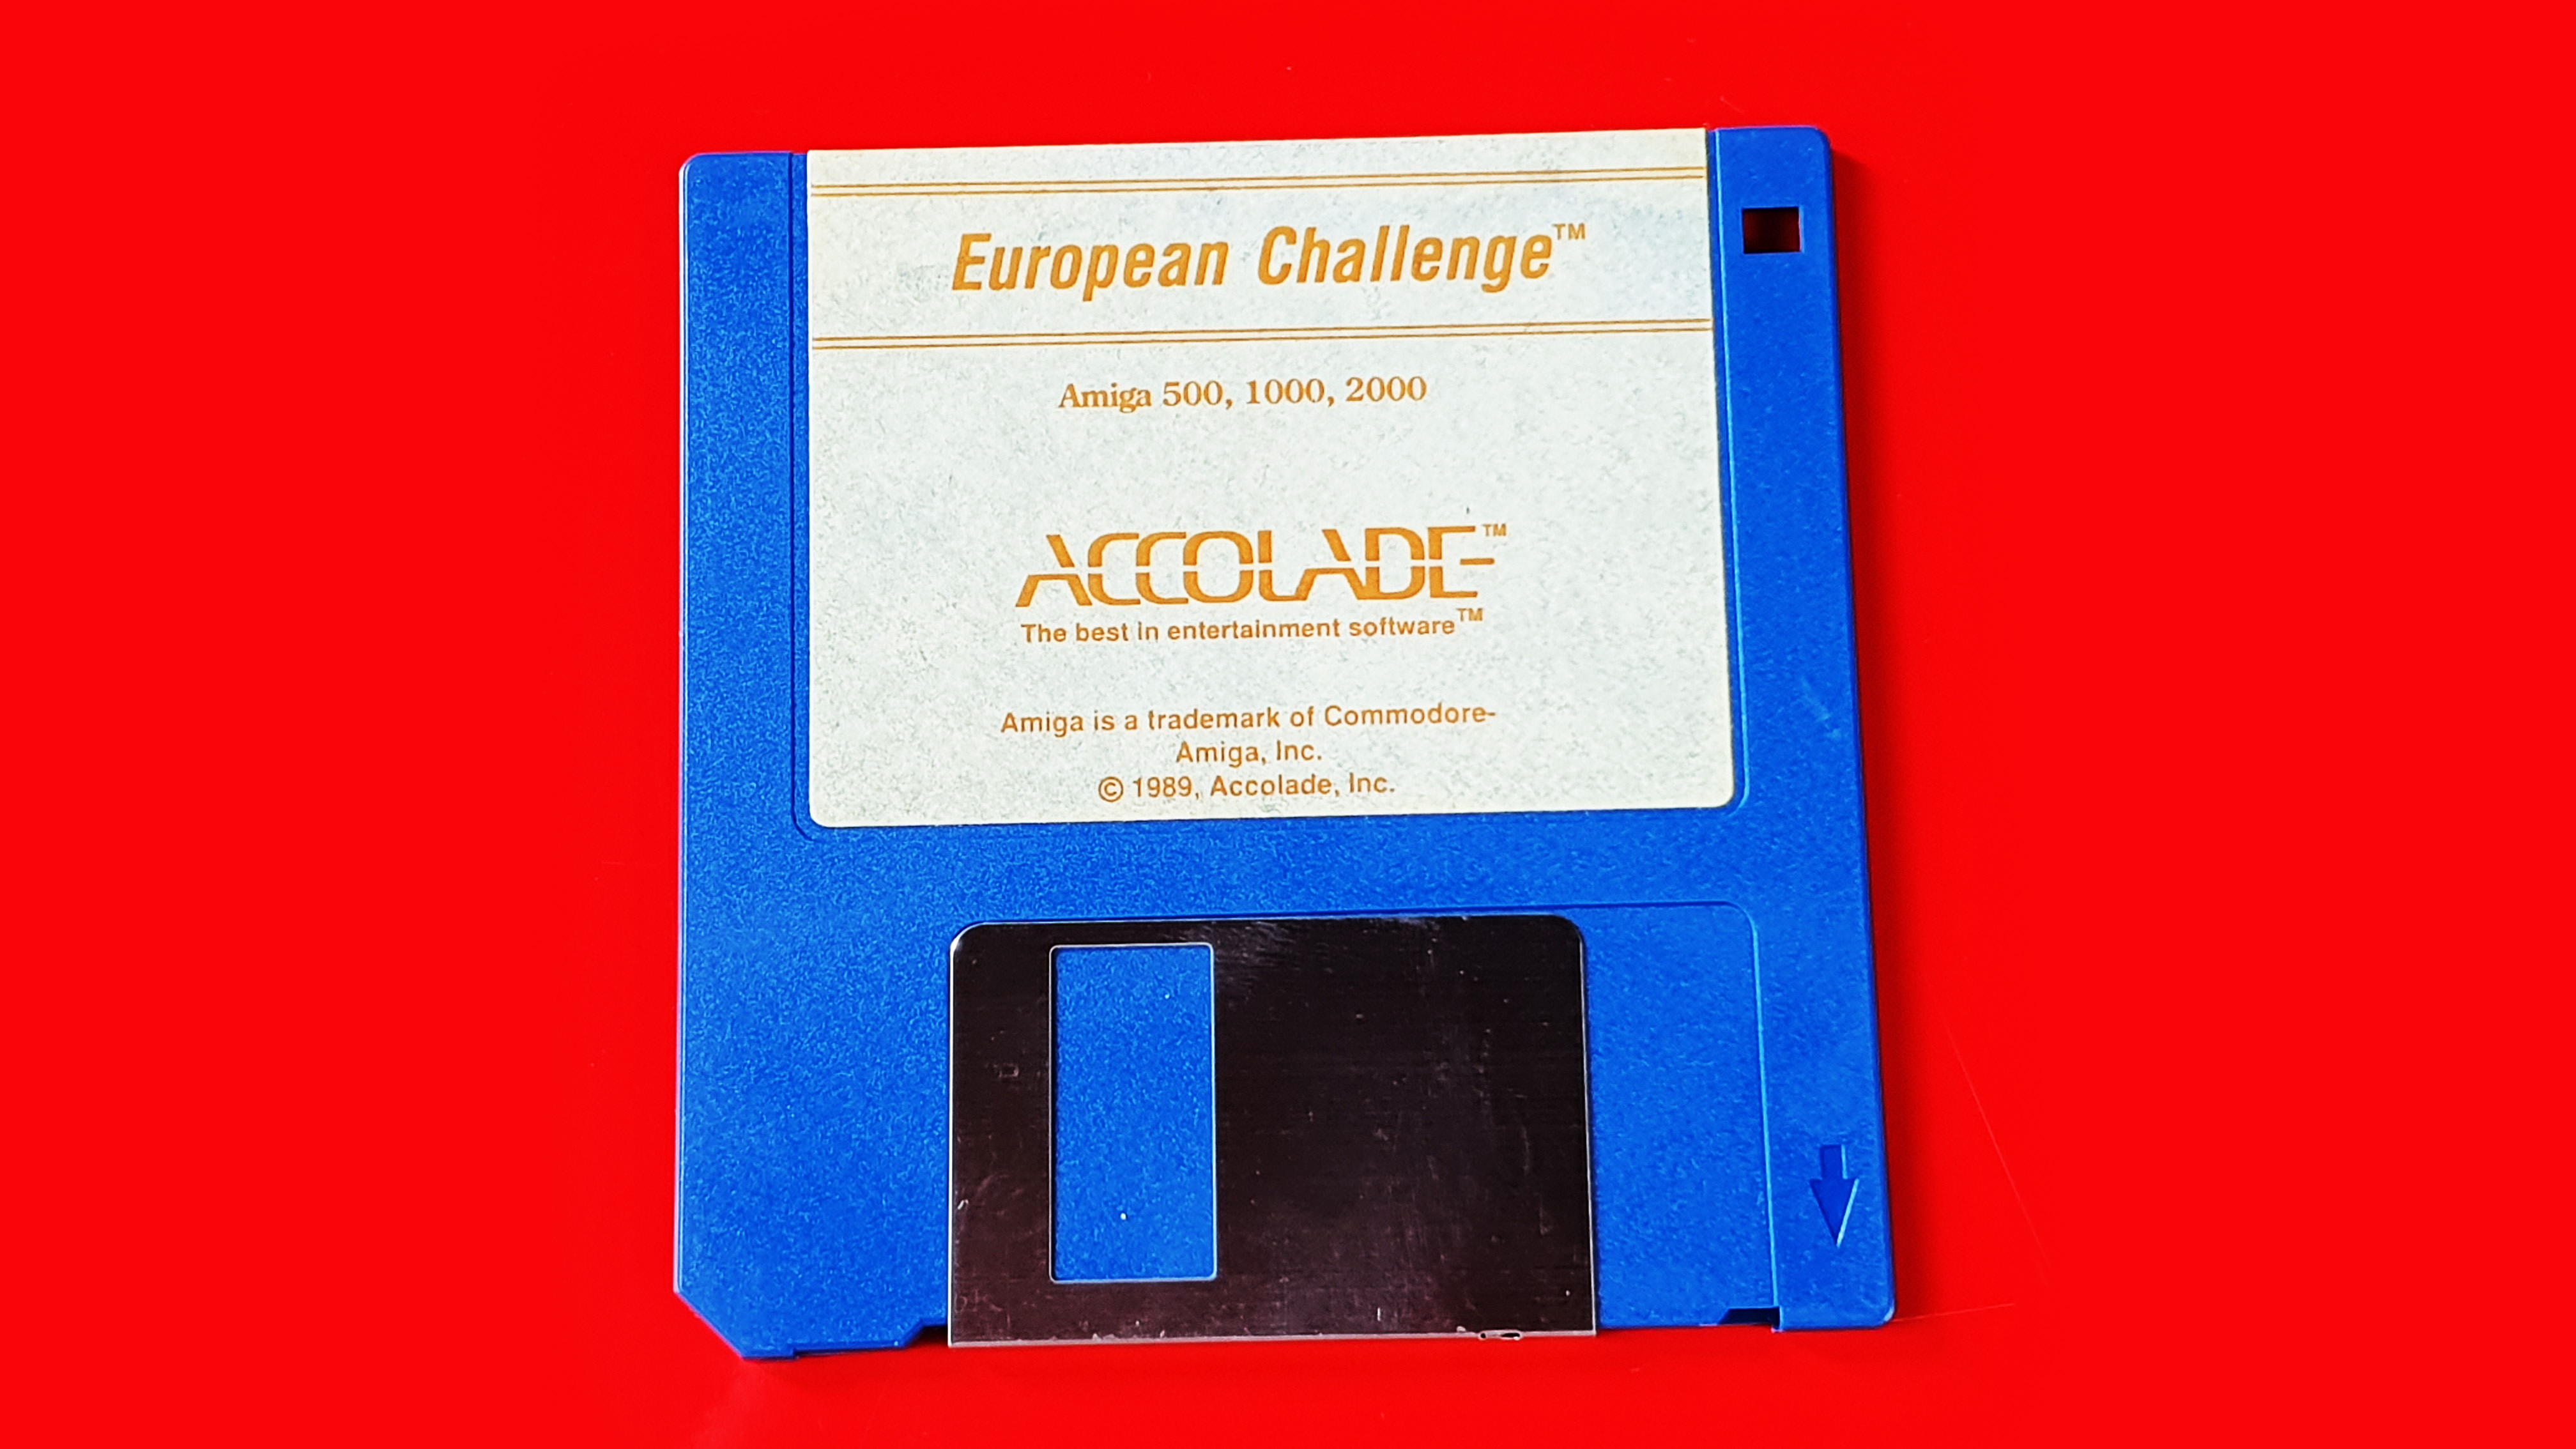 European Challenge™
Amiga 500, 1000, 2000
ACCOLADE™
The best in entertainment software™
Amiga is a trademark of Commodore-
Amiga, Inc.
© 1989, Accolade, Inc.